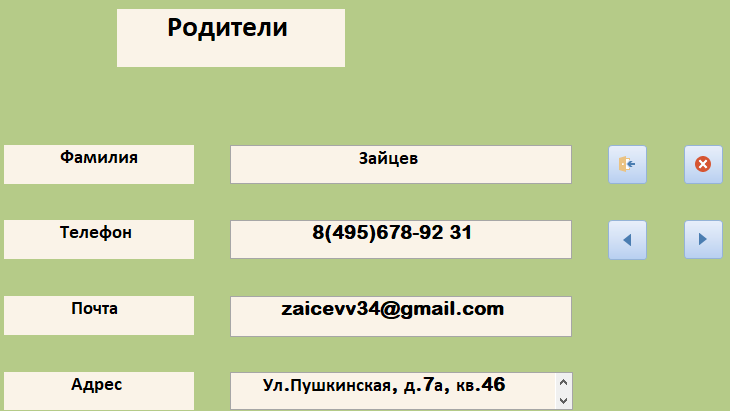 Родители
Фамилия Зайцев
Телефон 8(495)678-92 31
Почта zaicevv34@gmail.com
Адрес Ул.Пушкинская, д.7а, кв.46